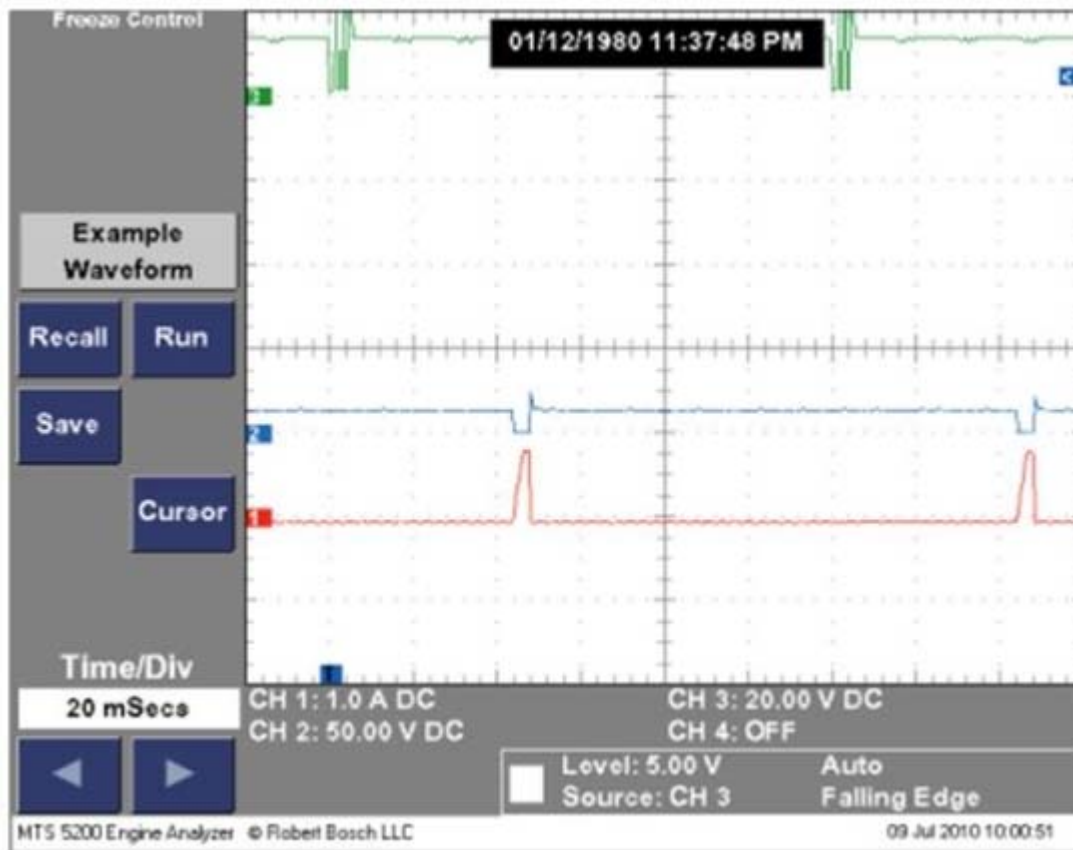 Freeze Control
01/12/1980 11:37:48 PM
3
<
Example
Waveform
Recall
Run
Save
Cursor
2
1
Time/Div
20 mSecs
T
CH 1: 1.0 A DC
CH 3: 20.00 V DC
CH 2: 50.00 V DC
CH 4: OFF
Level: 5.00 V
Auto
Source: CH 3
Falling Edge
MTS 5200 Engine Analyzer © Robert Bosch LLC
09 Jul 2010 10:00:51